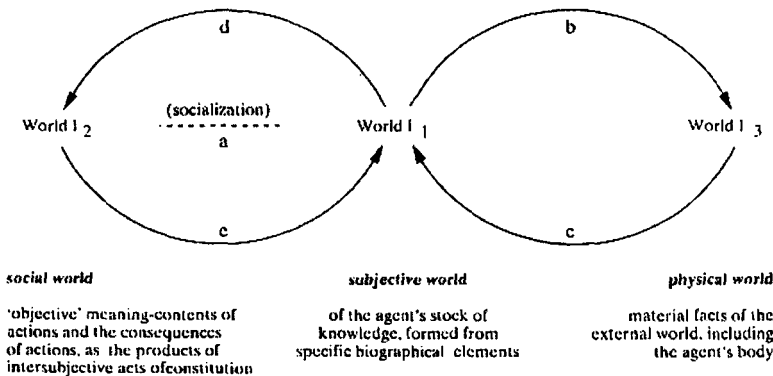 d
b
(socialization)
World I 2
World I 1
World I 3
a
e
c
social world
subjective world
physical world
'objective' meaning-contents of
actions and the consequences
of actions, as the products of
intersubjective acts ofconstitution
of the agent's stock of
knowledge, formed from
specific biographical elements
material facts of the
external world, including
the agent's body